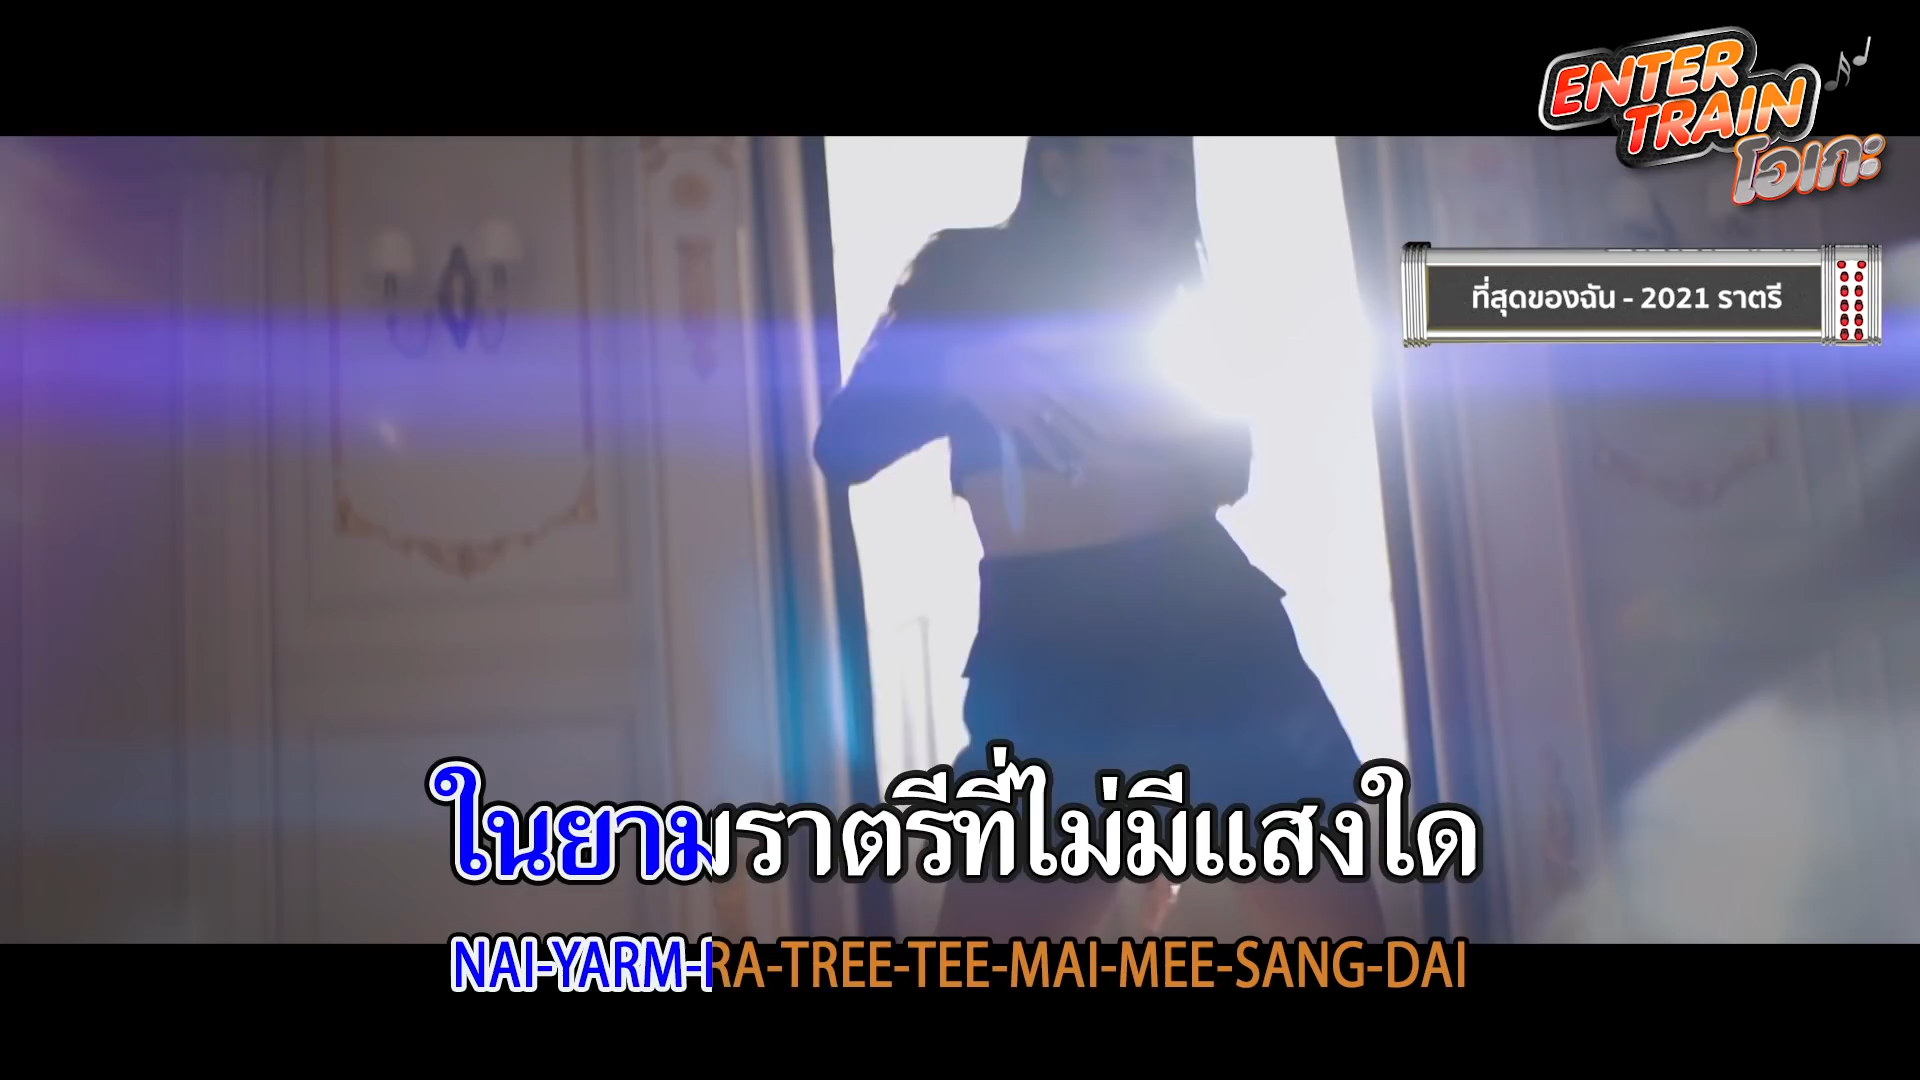 ENTER
TRAIN
โอเกะ
ที่สุดของฉัน - 2021 ราตรี
ในยามราตรีที่ไม่มีแสงใด
NAI-YARM-RA-TREE-TEE-MAI-MEE-SANG-DAI